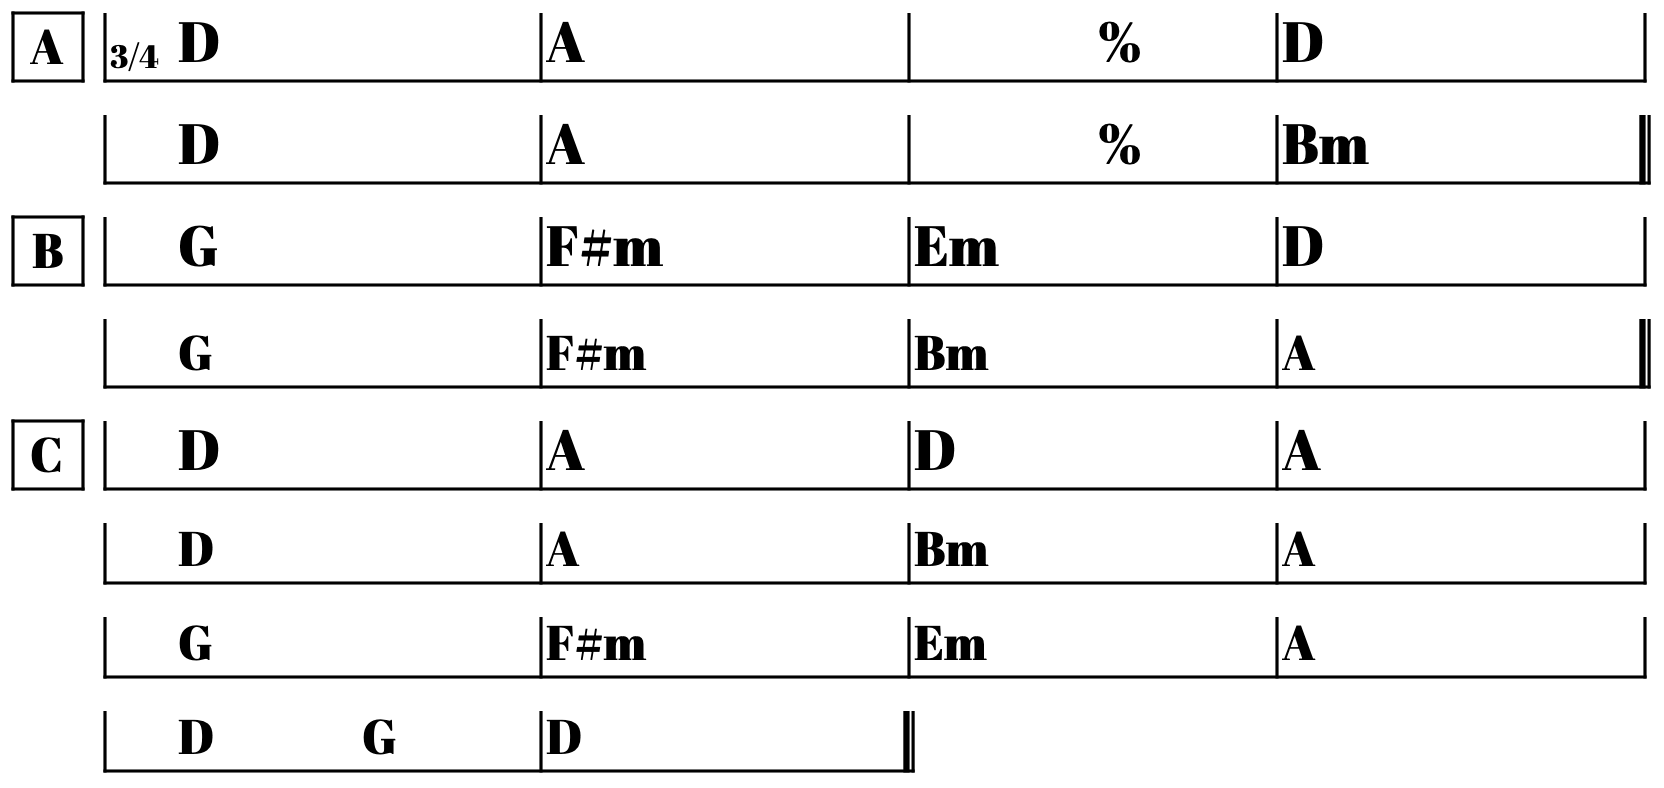 A 3/4 D A % D
D A % Bm
B G F#m Em D
G F#m Bm A
C D A D A
D A Bm A
G F#m Em A
D G D